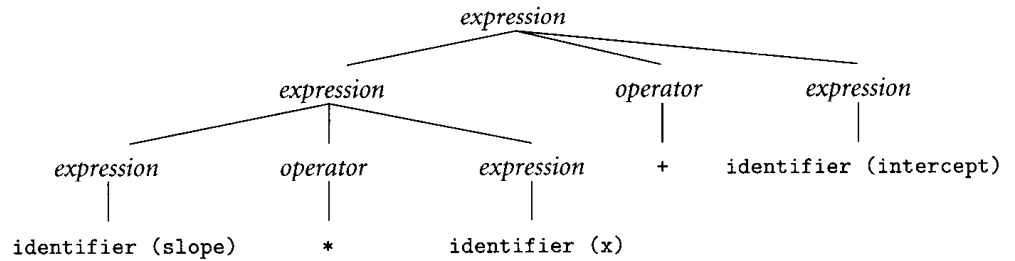 expression
expression operator expression
expression operator expression + identifier (intercept)
identifier (slope) * identifier (x)